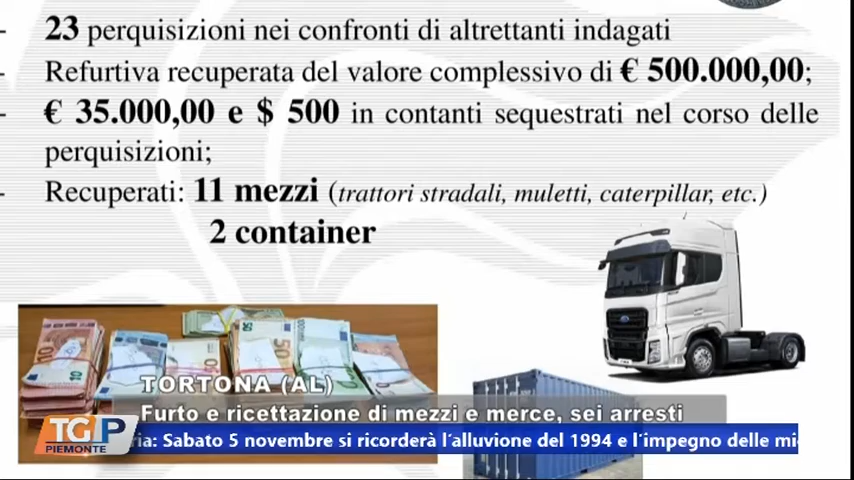 - 23 perquisizioni nei confronti di altrettanti indagati
- Refurtiva recuperata del valore complessivo di € 500.000,00;
- € 35.000,00 e $ 500 in contanti sequestrati nel corso delle
perquisizioni;
- Recuperati: 11 mezzi (trattori stradali, muletti, caterpillar, etc.)
2 container
TORTONA (AL)
Furto e ricettazione di mezzi e merce, sei arresti
TGP
PIEMONTE
ria: Sabato 5 novembre si ricorderà l'alluvione del 1994 e l'impegno delle mi